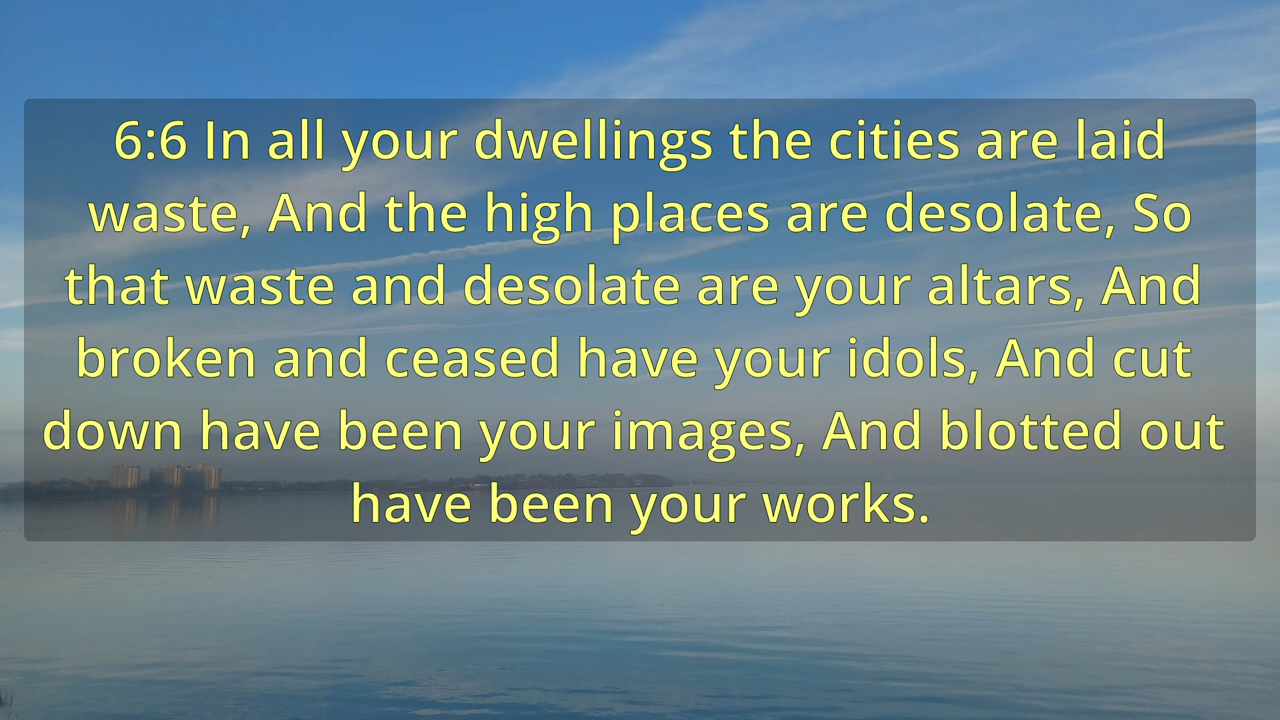 6:6 In all your dwellings the cities are laid
waste, And the high places are desolate, So
that waste and desolate are your altars, And
broken and ceased have your idols, And cut
down have been your images, And blotted out
have been your works.